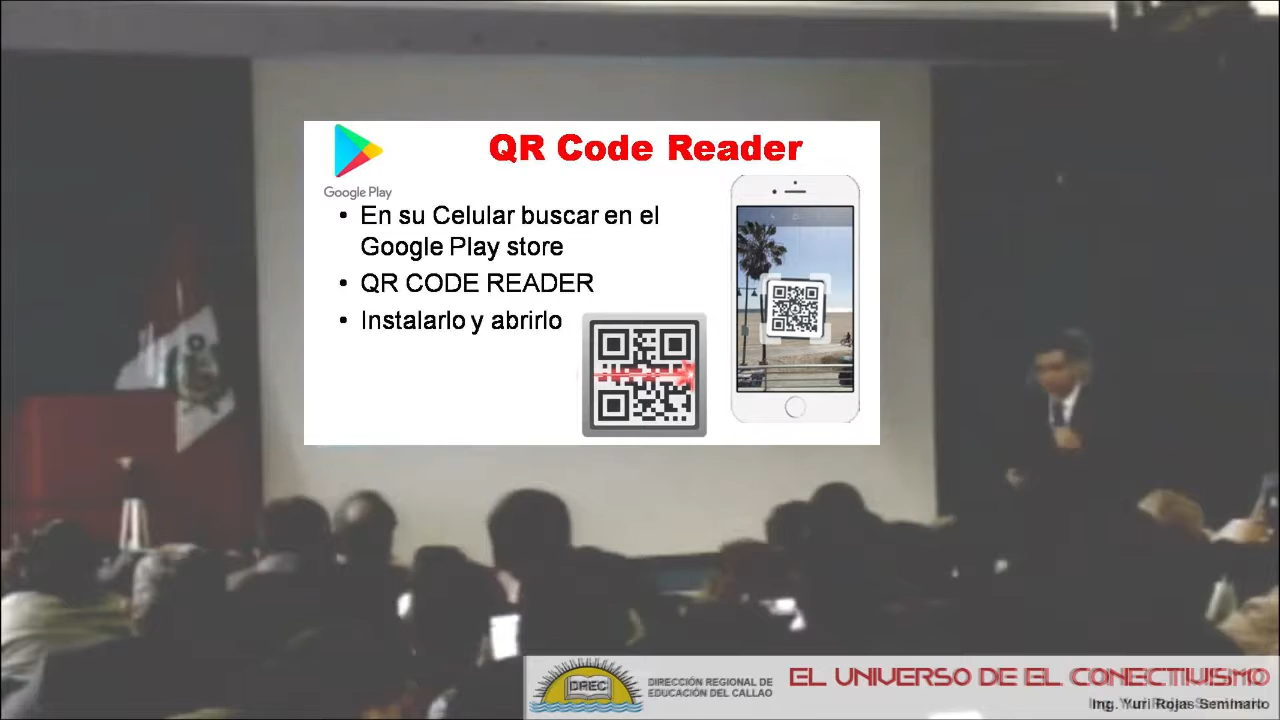 QR Code Reader
Google Play
• En su Celular buscar en el
Google Play store
• QR CODE READER
• Instalarlo y abrirlo
DREC
DIRECCIÓN REGIONAL DE
EDUCACIÓN DEL CALLAO
EL UNIVERSO DE EL CONECTIVISMO
Ing. Yuri Rojas Seminario